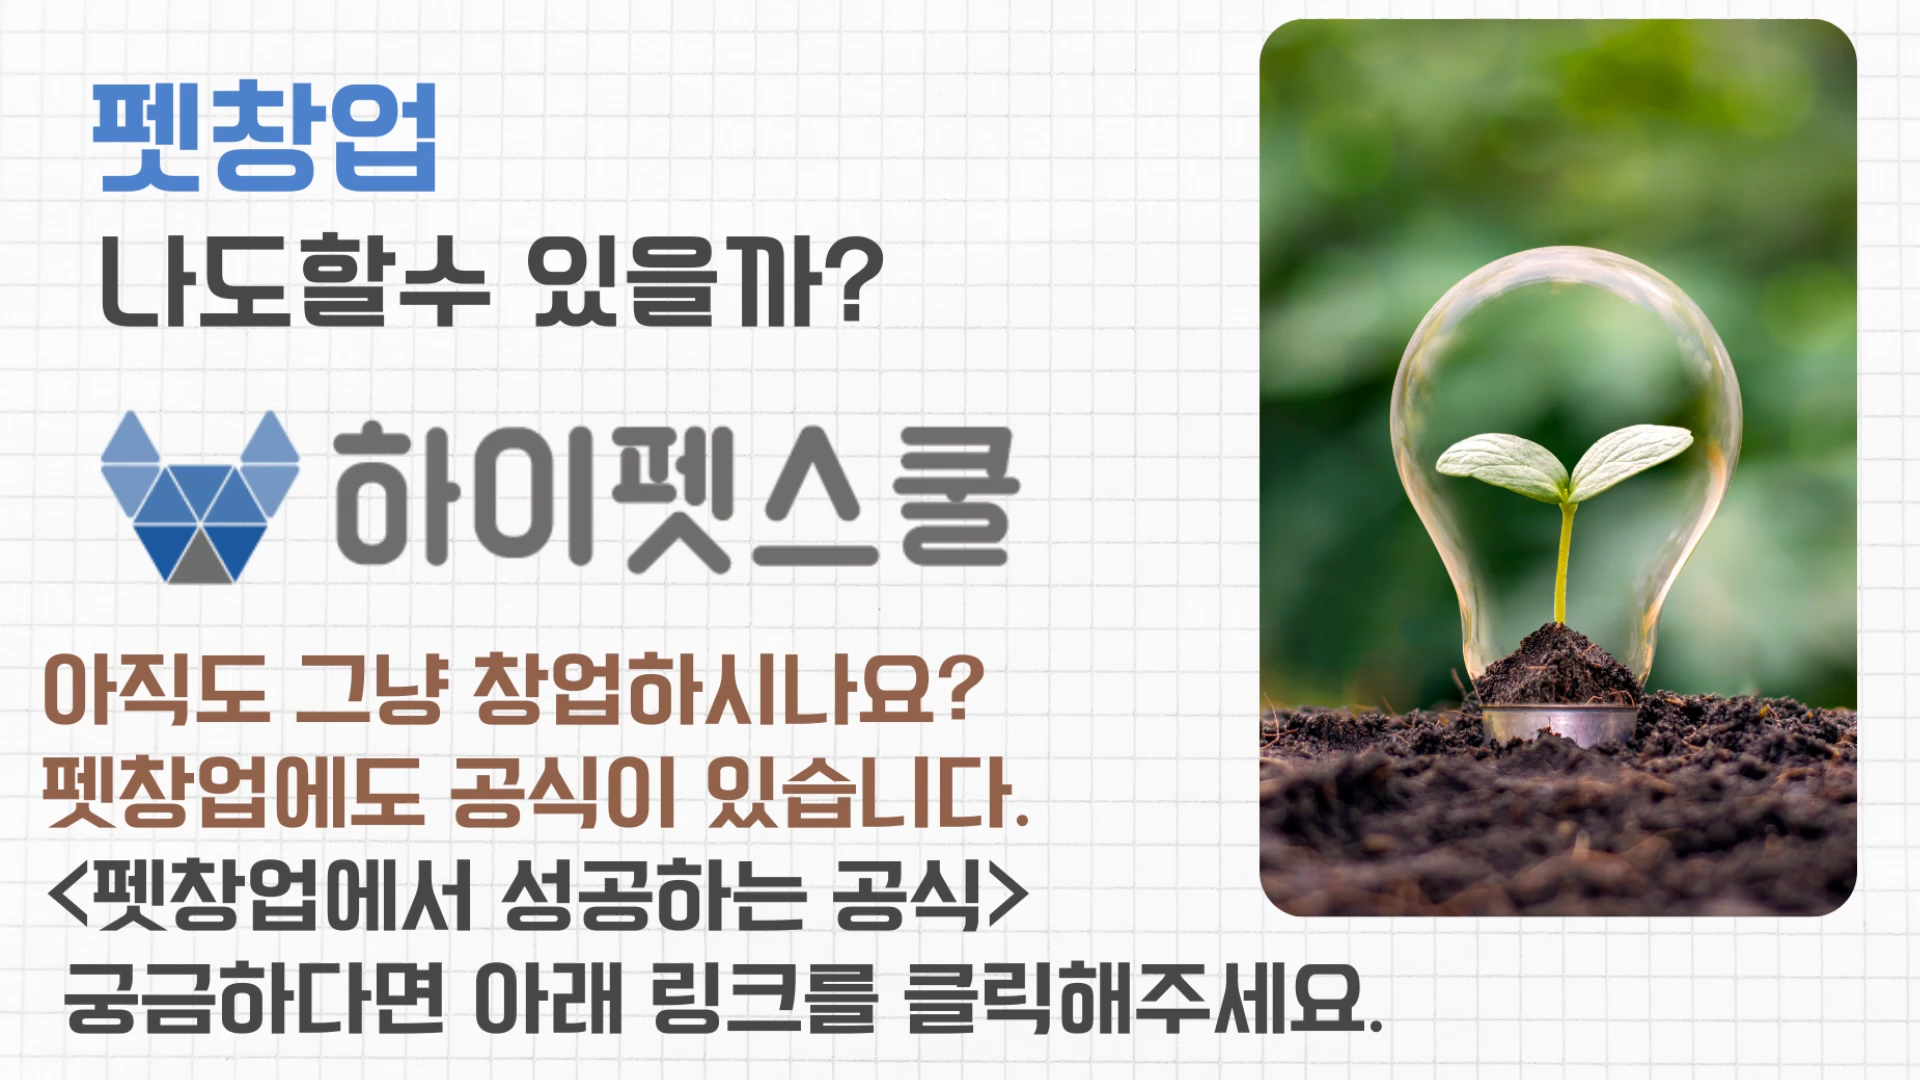 펫창업
나도할수 있을까?
하이펫스쿨
아직도 그냥 창업하시나요?
펫창업에도 공식이 있습니다.
<펫창업에서 성공하는 공식>
궁금하다면 아래 링크를 클릭해주세요.